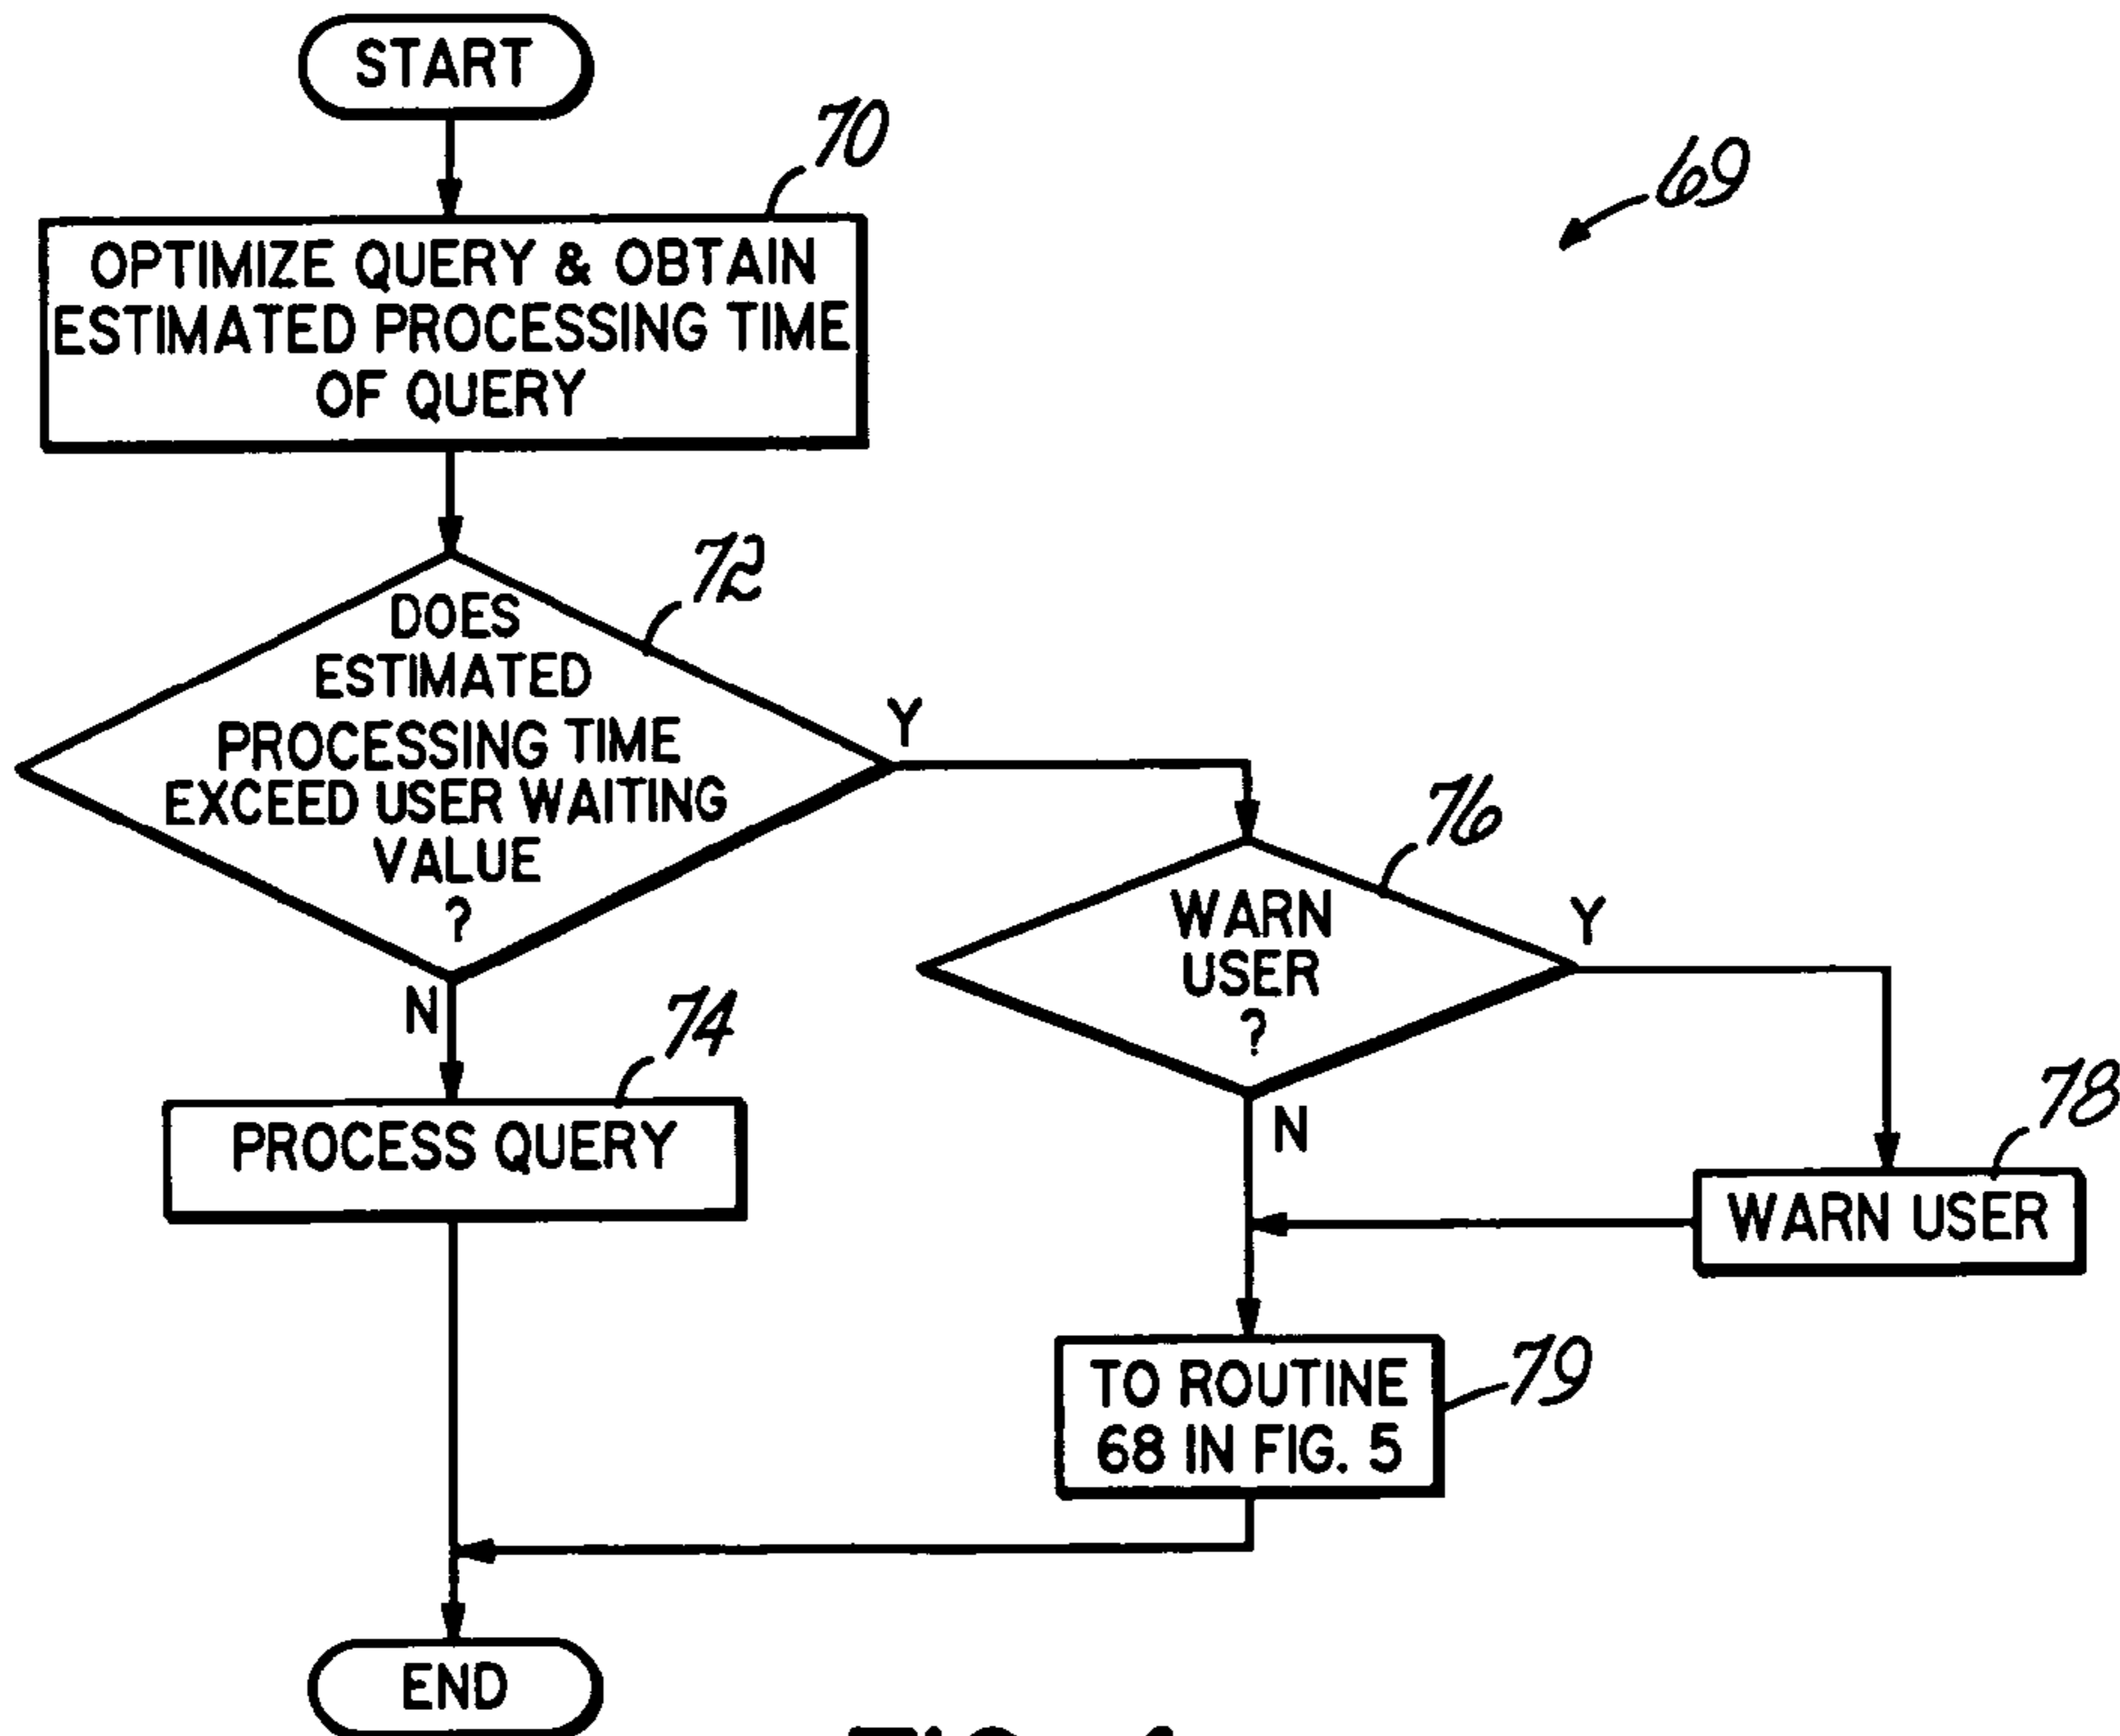 START
70
69
OPTIMIZE QUERY & OBTAIN
ESTIMATED PROCESSING TIME
OF QUERY
72
DOES
ESTIMATED
PROCESSING TIME
EXCEED USER WAITING
VALUE
?
Y
N
76
WARN
USER
?
Y
N
74
PROCESS QUERY
78
WARN USER
79
TO ROUTINE
68 IN FIG. 5
END